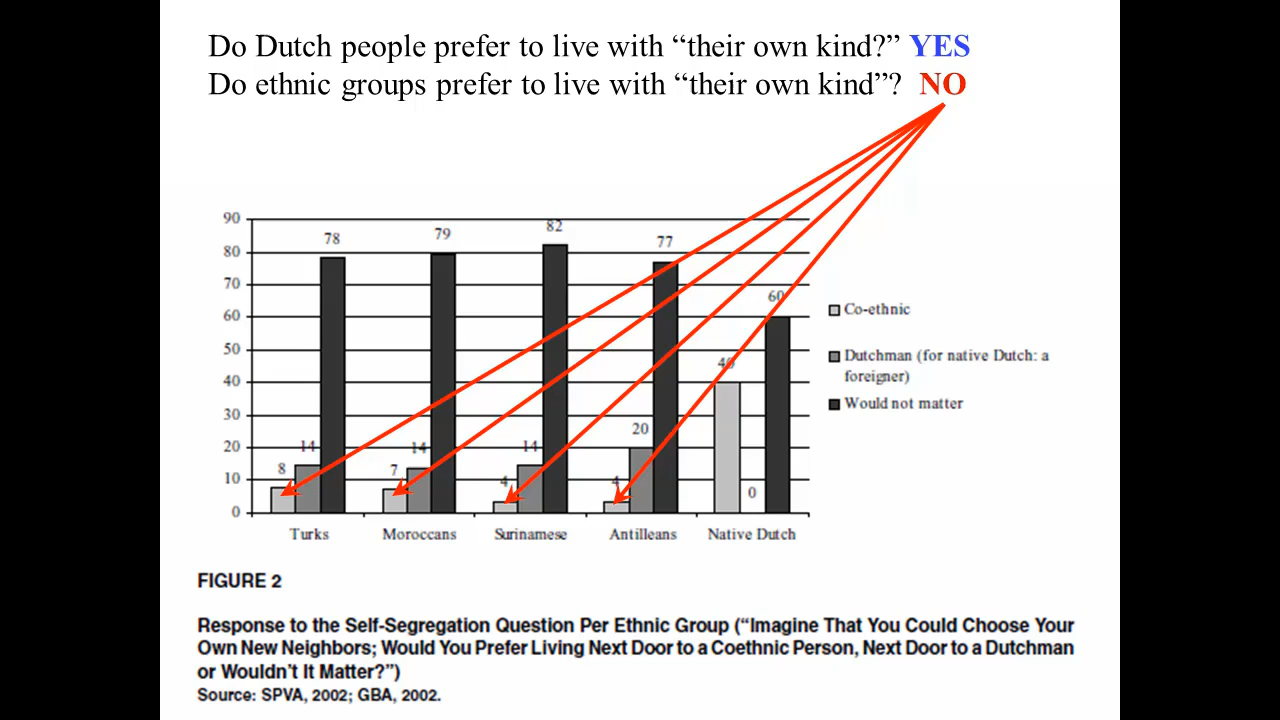 Do Dutch people prefer to live with “their own kind?” YES
Do ethnic groups prefer to live with “their own kind”? NO
90
80
70
60
50
40
30
20
10
0
8
14
78
7
14
79
4
14
82
4
20
77
40
0
60
Turks
Moroccans
Surinamese
Antilleans
Native Dutch
Co-ethnic
Dutchman (for native Dutch: a
foreigner)
Would not matter
FIGURE 2
Response to the Self-Segregation Question Per Ethnic Group (“Imagine That You Could Choose Your
Own New Neighbors; Would You Prefer Living Next Door to a Coethnic Person, Next Door to a Dutchman
or Wouldn’t It Matter?”)
Source: SPVA, 2002; GBA, 2002.